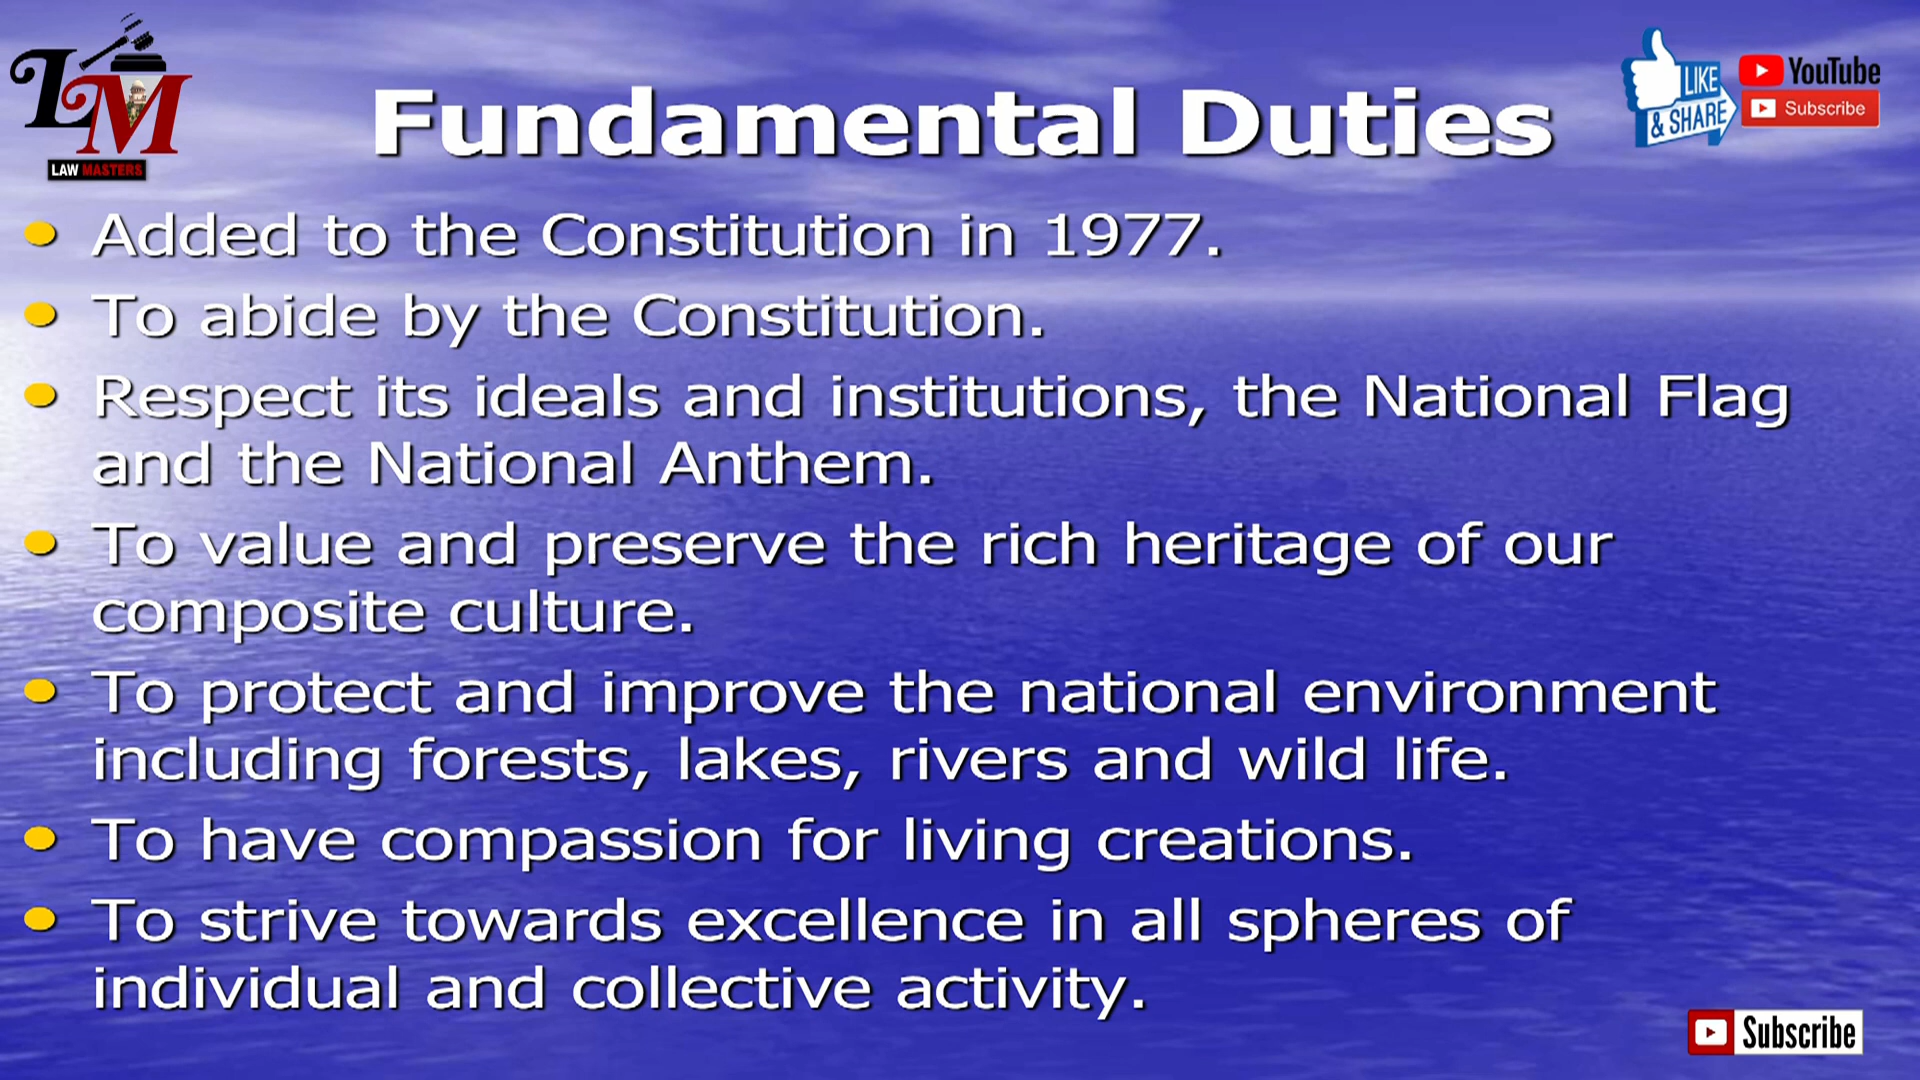 LM
LAW MASTERS
Fundamental Duties
LIKE
& SHARE
YouTube
Subscribe
Added to the Constitution in 1977.
To abide by the Constitution.
Respect its ideals and institutions, the National Flag
and the National Anthem.
To value and preserve the rich heritage of our
composite culture.
To protect and improve the national environment
including forests, lakes, rivers and wild life.
To have compassion for living creations.
To strive towards excellence in all spheres of
individual and collective activity.
Subscribe